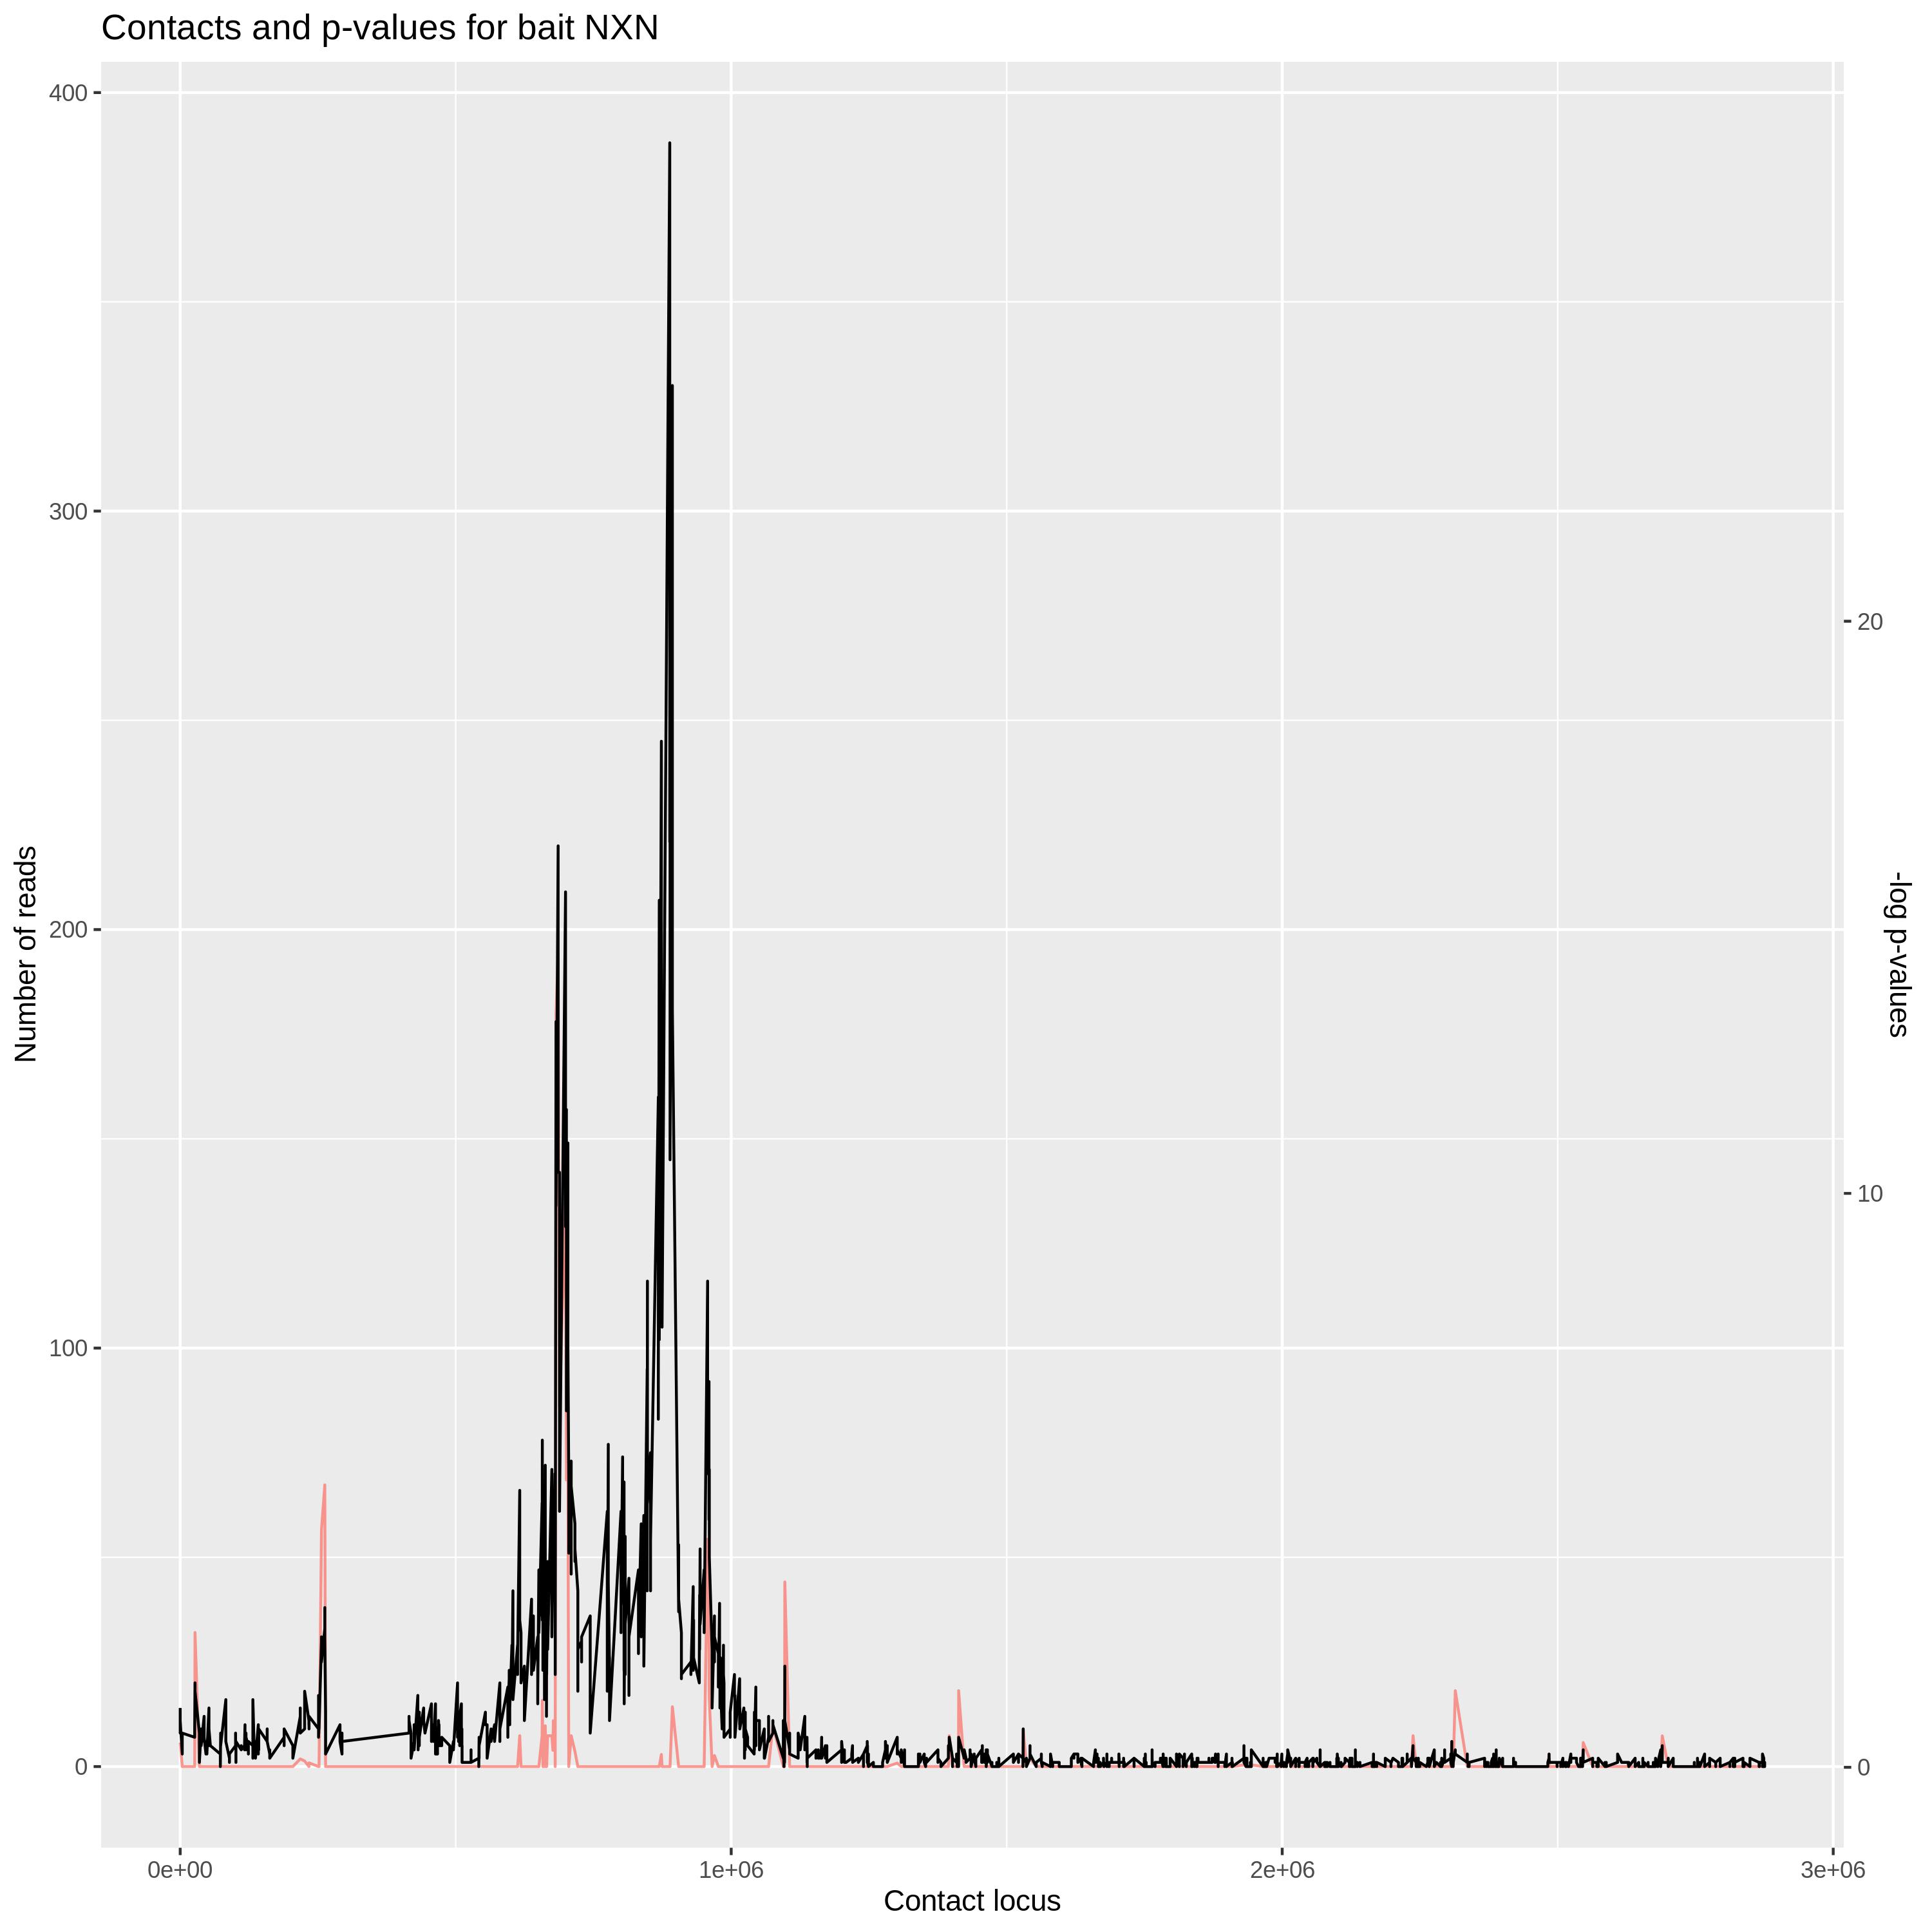 Contacts and p-values for bait NXN
400
300
200
100
0
Number of reads
20
10
0
-log p-values
0e+00
1e+06
2e+06
3e+06
Contact locus